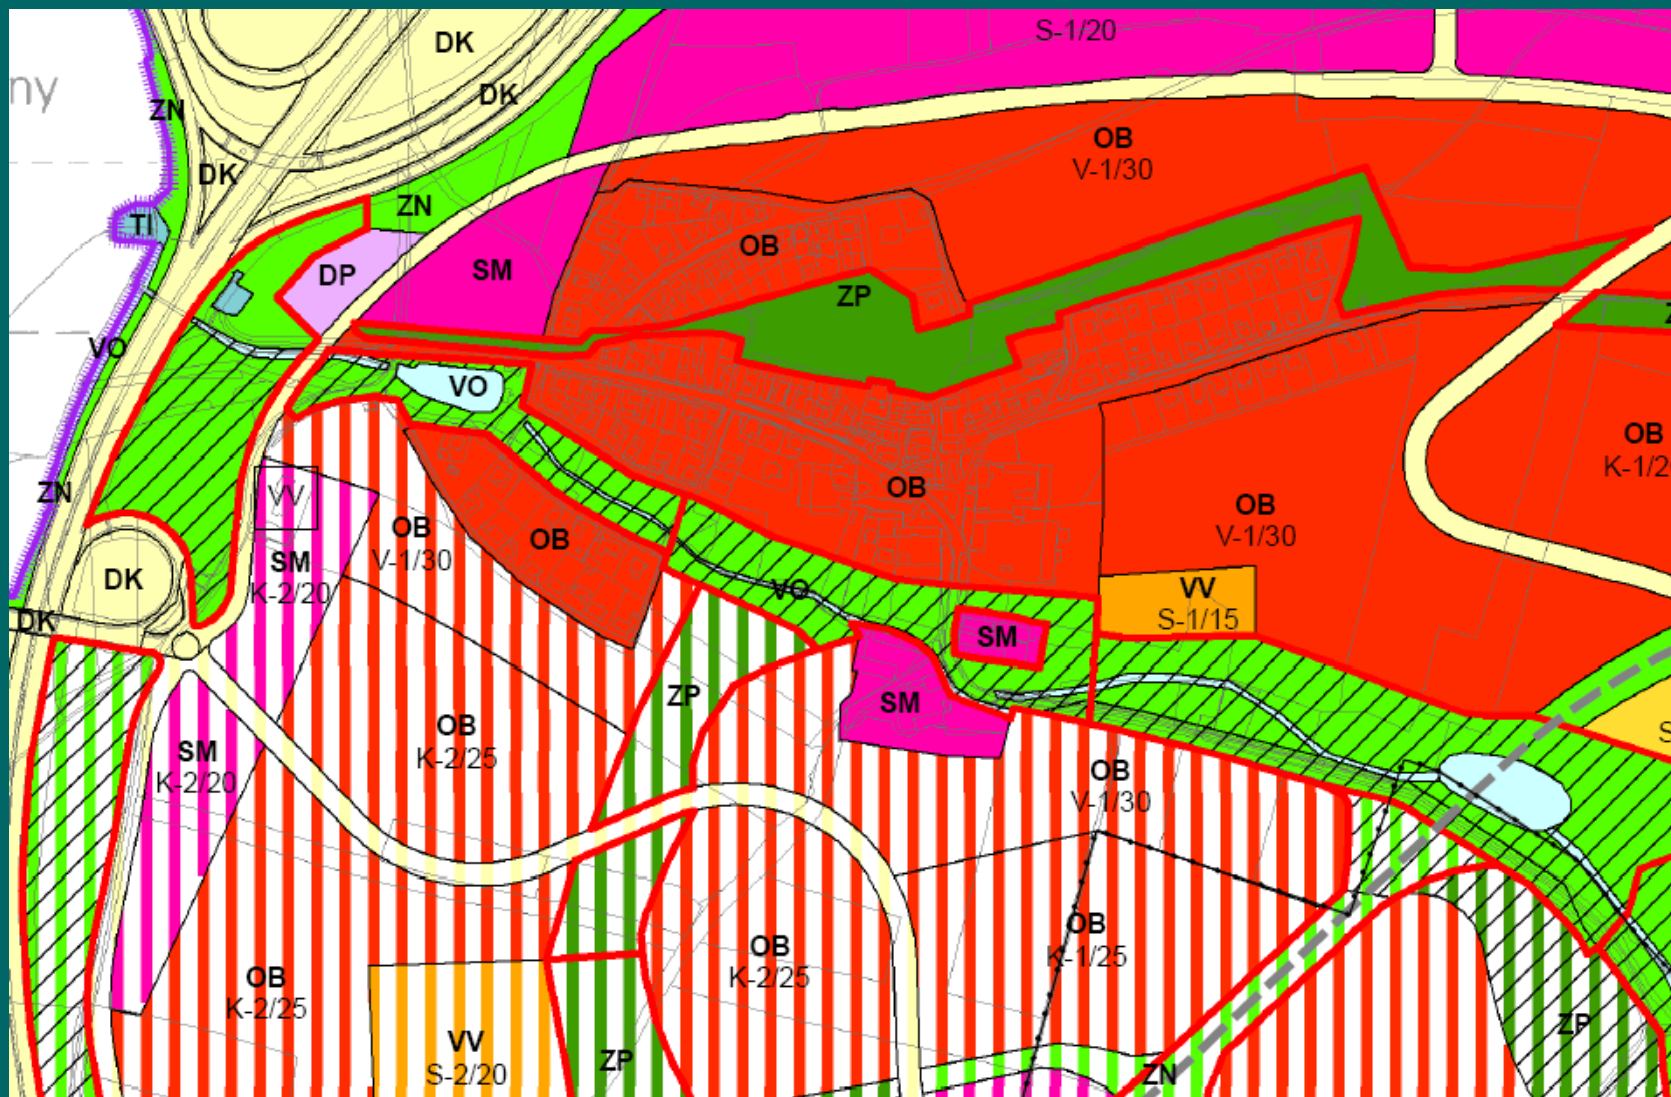 S-1/20
DK
ny
DK
ZN
OB
V-1/30
DK
ZN
TI
OB
DP
SM
ZP
VO
VO
OB
K-1/2
OB
VV
ZN
OB
V-1/30
OB
V-1/30
OB
SM
K-2/20
DK
VO
VV
S-1/15
DK
SM
ZP
SM
OB
K-2/25
S
SM
K-2/20
OB
V-1/30
OB
K-1/25
OB
K-2/25
OB
K-2/25
ZP
VV
S-2/20
ZP
ZN